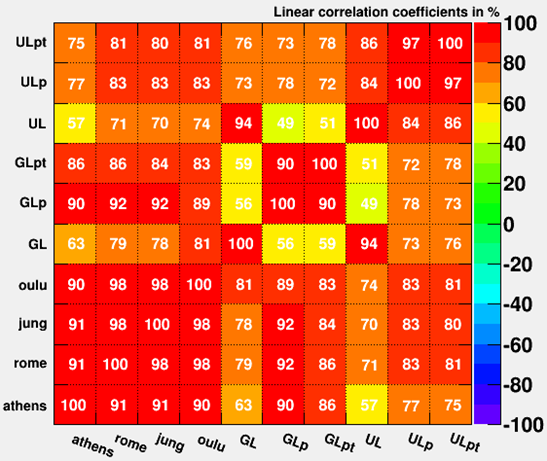 Linear correlation coefficients in %
ULpt 75 81 80 81 76 73 78 86 97 100
ULp 77 83 83 83 73 78 72 84 100 97
UL 57 71 70 74 94 49 51 100 84 86
GLpt 86 86 84 83 59 90 100 51 72 78
GLp 90 92 92 89 56 100 90 49 78 73
GL 63 79 78 81 100 56 59 94 73 76
oulu 90 98 98 100 81 89 83 74 83 81
jung 91 98 100 98 78 92 84 70 83 80
rome 91 100 98 98 79 92 86 71 83 81
athens 100 91 91 90 63 90 86 57 77 75
athens rome jung oulu GL GLp GLpt UL ULp ULpt
100
80
60
40
20
0
-20
-40
-60
-80
-100